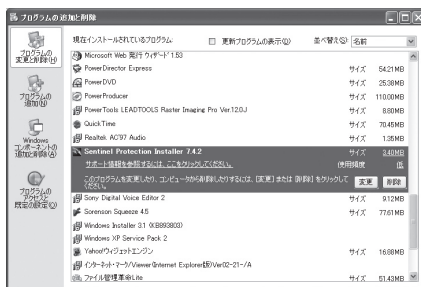 プログラムの追加と削除
現在インストールされているプログラム:
更新プログラムの表示(D)
並べ替え(S):
名前
プログラムの
変更と削除(H)
プログラムの
追加(N)
Windows
コンポーネントの
追加と削除(A)
プログラムの
アクセスと
既定の設定(O)
Microsoft Web 発行 ウィザード 1.53
PowerDirector Express サイズ 54.21MB
PowerDVD サイズ 25.38MB
PowerProducer サイズ 110.00MB
PowerTools LEADTOOLS Raster Imaging Pro Ver.12.0J サイズ 8.80MB
QuickTime サイズ 70.45MB
Realtek AC'97 Audio サイズ 1.35MB
Sentinel Protection Installer 7.4.2 サイズ 3.40MB
サポート情報を参照するには、ここをクリックしてください。 使用頻度 低
このプログラムを変更したり、コンピュータから削除したりするには、[変更] または [削除] をクリックしてください。
変更 削除
Sony Digital Voice Editor 2 サイズ 9.12MB
Sorenson Squeeze 4.5 サイズ 77.61MB
Windows Installer 3.1 (KB893803)
Windows XP Service Pack 2
Yahoo!ウィジェットエンジン サイズ 16.88MB
インターネット・マーク/Viewer(Internet Explorer版)Ver02-21-/A
ファイル管理革命Lite サイズ 51.43MB